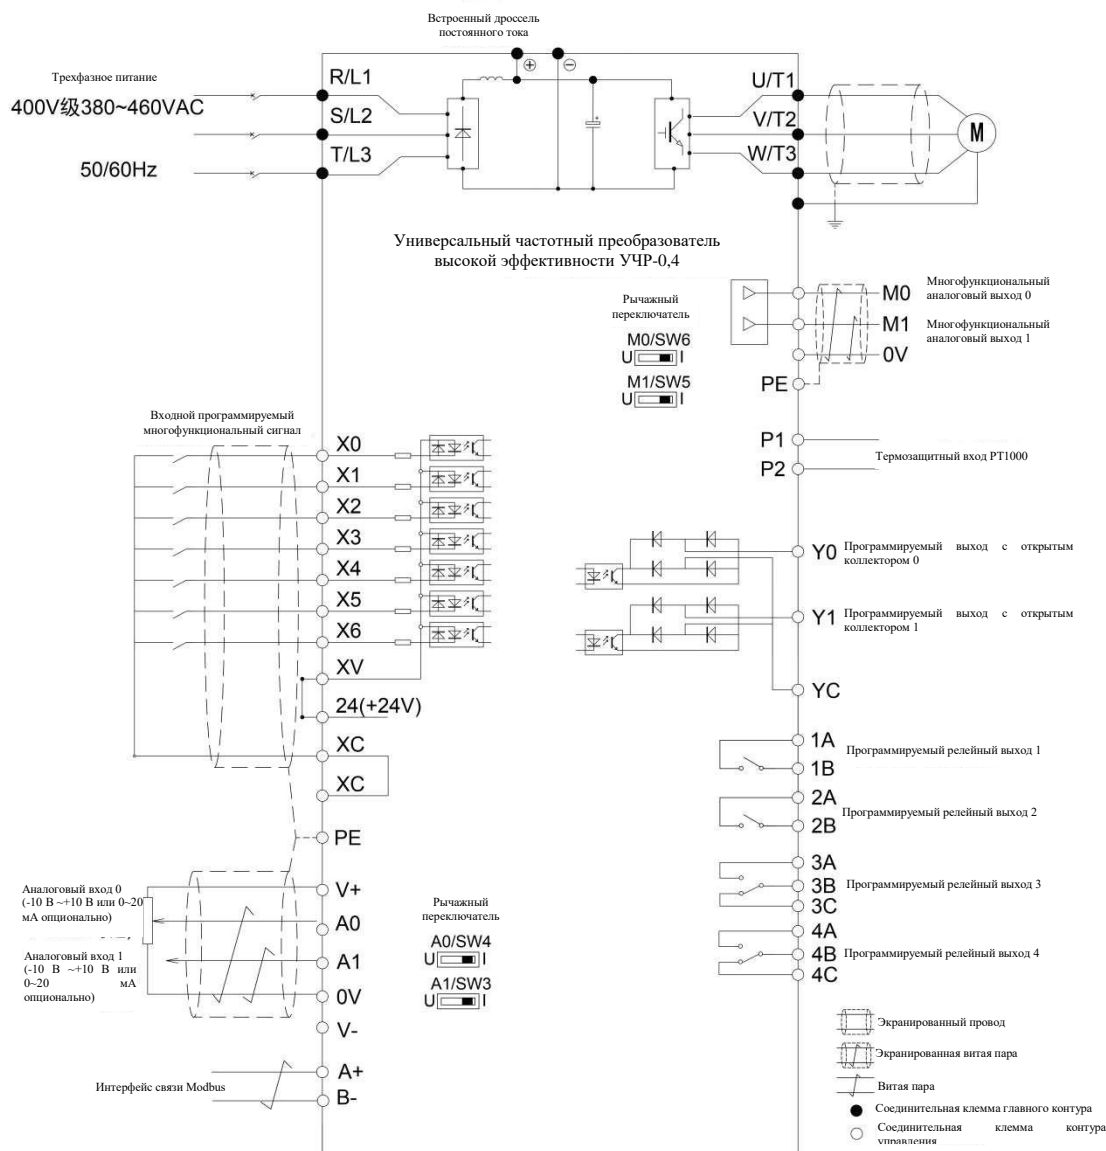 Встроенный дроссель
постоянного тока
Трехфазное питание
400V级380~460VAC
50/60Hz
R/L1
S/L2
T/L3
U/T1
V/T2
W/T3
M
Универсальный частотный преобразователь
высокой эффективности УЧР-0,4
Рычажный
переключатель
M0/SW6
U I
M1/SW5
U I
M0
Многофункциональный
аналоговый выход 0
M1
Многофункциональный
аналоговый выход 1
0V
PE
P1
P2
Термозащитный вход PT1000
Входной программируемый
многофункциональный сигнал
X0
X1
X2
X3
X4
X5
X6
XV
24(+24V)
XC
XC
PE
Y0
Программируемый выход с открытым
коллектором 0
Y1
Программируемый выход с открытым
коллектором 1
YC
1A
1B
Программируемый релейный выход 1
2A
2B
Программируемый релейный выход 2
3A
3B
3C
Программируемый релейный выход 3
4A
4B
4C
Программируемый релейный выход 4
Аналоговый вход 0
(-10 В ~+10 В или 0~20
мА опционально)
Аналоговый вход 1
(-10 В ~+10 В или
0~20 мА
опционально)
V+
A0
A1
0V
V-
A+
B-
Интерфейс связи Modbus
Рычажный
переключатель
A0/SW4
U I
A1/SW3
U I
Экранированный провод
Экранированная витая пара
Витая пара
Соединительная клемма главного контура
Соединительная клемма контура
управления